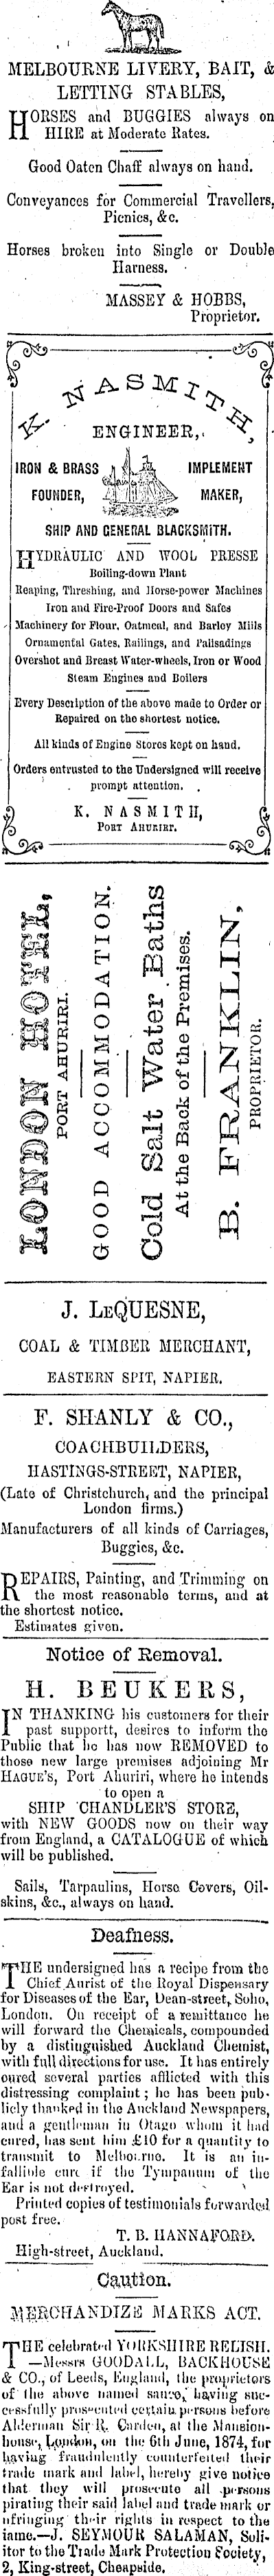 MELBOURNE LIVERY, BAIT, &
LETTING STABLES,
HORSES and BUGGIES always on
HIRE at Moderate Rates.
Good Oaten Chaff always on hand.
Conveyances for Commercial Travellers,
Picnics, &c.
Horses broken into Single or Double
Harness.
MASSEY & HOBBS,
Proprietor.
K. NASMITH,
ENGINEER,
IRON & BRASS
FOUNDER,
IMPLEMENT
MAKER,
SHIP AND GENERAL BLACKSMITH.
HYDRAULIC AND WOOL PRESSE
Boiling-down Plant
Reaping, Threshing, and Horse-power Machines
Iron and Fire-Proof Doors and Safes
Machinery for Flour, Oatmeal, and Barley Mills
Ornamental Gates, Railings, and Pallsadings
Overshot and Breast Water-wheels, Iron or Wood
Steam Engines and Boilers
Every Description of the above made to Order or
Repaired on the shortest notice.
All kinds of Engine Stores kept on hand.
Orders entrusted to the Undersigned will receive
prompt attention.
K. NASMITH,
PORT AHURIRI.
LONDON HOTEL,
PORT AHURIRI.
GOOD ACCOMMODATION.
Cold Salt Water Baths
At the Back of the Premises.
B. FRANKLIN,
PROPRIETOR.
J. LEQUESNE,
COAL & TIMBER MERCHANT,
EASTERN SPIT, NAPIER.
F. SHANLY & CO.,
COACHBUILDERS,
HASTINGS-STREET, NAPIER,
(Late of Christchurch, and the principal
London firms.)
Manufacturers of all kinds of Carriages,
Buggies, &c.
REPAIRS, Painting, and Trimming on
the most reasonable terms, and at
the shortest notice.
Estimates given.
Notice of Removal.
H. BEUKERS,
IN THANKING his customers for their
past supportt, desires to inform the
Public that he has now REMOVED to
those new large premises adjoining Mr
HAGUE'S, Port Ahuriri, where he intends
to open a
SHIP CHANDLER'S STORE,
with NEW GOODS now on their way
from England, a CATALOGUE of which
will be published.
Sails, Tarpaulins, Horse Covers, Oil-
skins, &c., always on hand.
Deafness.
THE undersigned has a recipe from the
Chief Aurist of the Royal Dispensary
for Diseases of the Ear, Dean-street, Soho,
London. On receipt of a remittance he
will forward the Chemicals, compounded
by a distinguished Auckland Chemist,
with full directions for use. It has entirely
cured several parties afflicted with this
distressing complaint; he has been pub-
licly thanked in the Auckland Newspapers,
and a gentleman in Otago whom it had
cured, has sent him £10 for a quantity to
transmit to Melbourne. It is an in-
fallible cure if the Tympanum of the
Ear is not destroyed.
Printed copies of testimonials forwarded
post free.
T. B. HANNAFORD.
High-street, Auckland.
Caution.
MERCHANDIZE MARKS ACT.
THE celebrated YORKSHIRE RELISH.
—Messrs GOODALL, BACKHOUSE
& CO., of Leeds, England, the proprietors
of the above named sauce, having suc-
cessfully prosecuted certain persons before
Alderman Sir R. Carden, at the Mansion-
house, London, on the 6th June, 1874, for
having fraudulently counterfeited their
trade mark and label, hereby give notice
that they will prosecute all persons
pirating their said label and trade mark or
nfringing their rights in respect to the
same.—J. SEYMOUR SALAMAN, Soli-
itor to the Trade Mark Protection Society,
2, King-street, Cheapside.